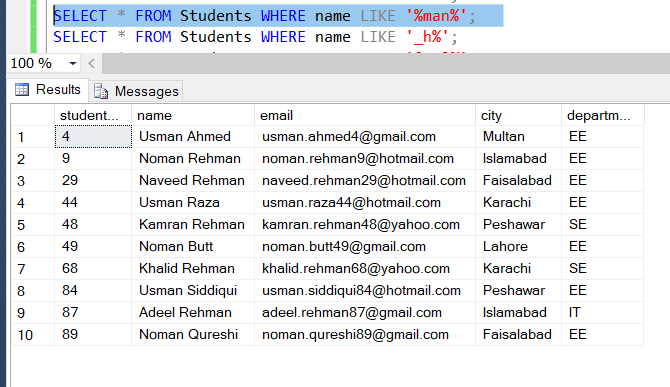 SELECT * FROM Students WHERE name LIKE '%man%';
SELECT * FROM Students WHERE name LIKE '_h%';
100 %
Results Messages
student... name email city departm...
1 4 Usman Ahmed usman.ahmed4@gmail.com Multan EE
2 9 Noman Rehman noman.rehman9@hotmail.com Islamabad EE
3 29 Naveed Rehman naveed.rehman29@hotmail.com Faisalabad EE
4 44 Usman Raza usman.raza44@hotmail.com Karachi EE
5 48 Kamran Rehman kamran.rehman48@yahoo.com Peshawar SE
6 49 Noman Butt noman.butt49@gmail.com Lahore EE
7 68 Khalid Rehman khalid.rehman68@yahoo.com Karachi SE
8 84 Usman Siddiqui usman.siddiqui84@hotmail.com Peshawar EE
9 87 Adeel Rehman adeel.rehman87@gmail.com Islamabad IT
10 89 Noman Qureshi noman.qureshi89@gmail.com Faisalabad EE